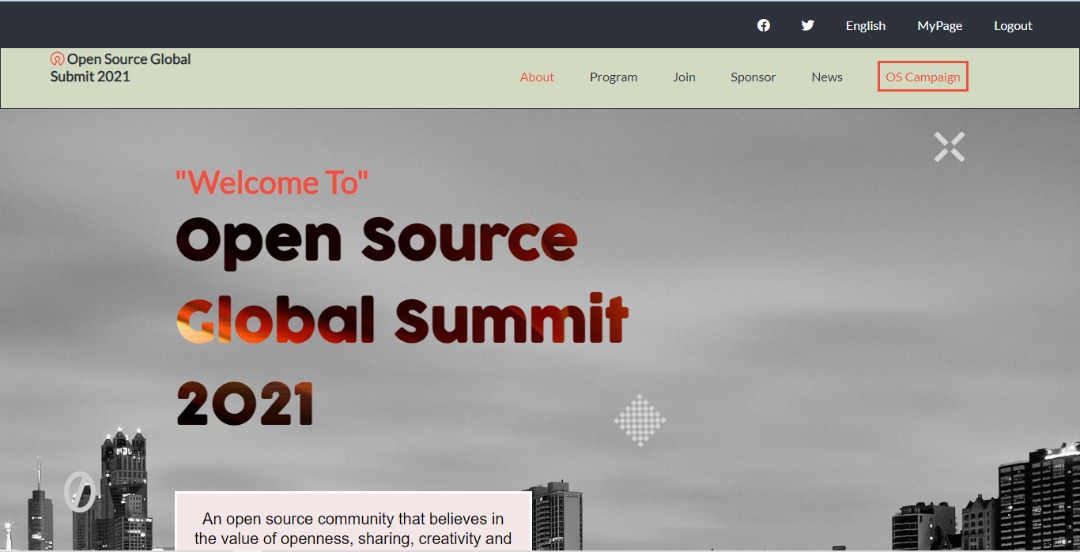 English MyPage Logout
Open Source Global
Submit 2021
About Program Join Sponsor News OS Campaign
"Welcome To"
Open Source
Global Summit
2021
An open source community that believes in
the value of openness, sharing, creativity and